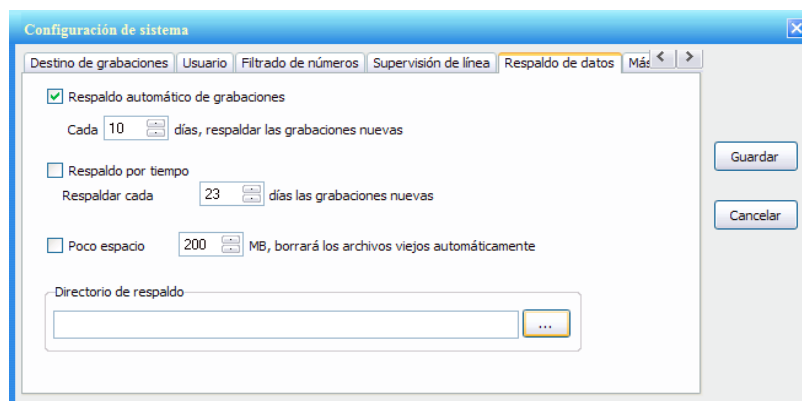 Configuración de sistema
Destino de grabaciones Usuario Filtrado de números Supervisión de línea Respaldo de datos Más
Respaldo automático de grabaciones
Cada 10 días, respaldar las grabaciones nuevas
Respaldo por tiempo
Respaldar cada 23 días las grabaciones nuevas
Poco espacio 200 MB, borrará los archivos viejos automáticamente
Directorio de respaldo
...
Guardar
Cancelar